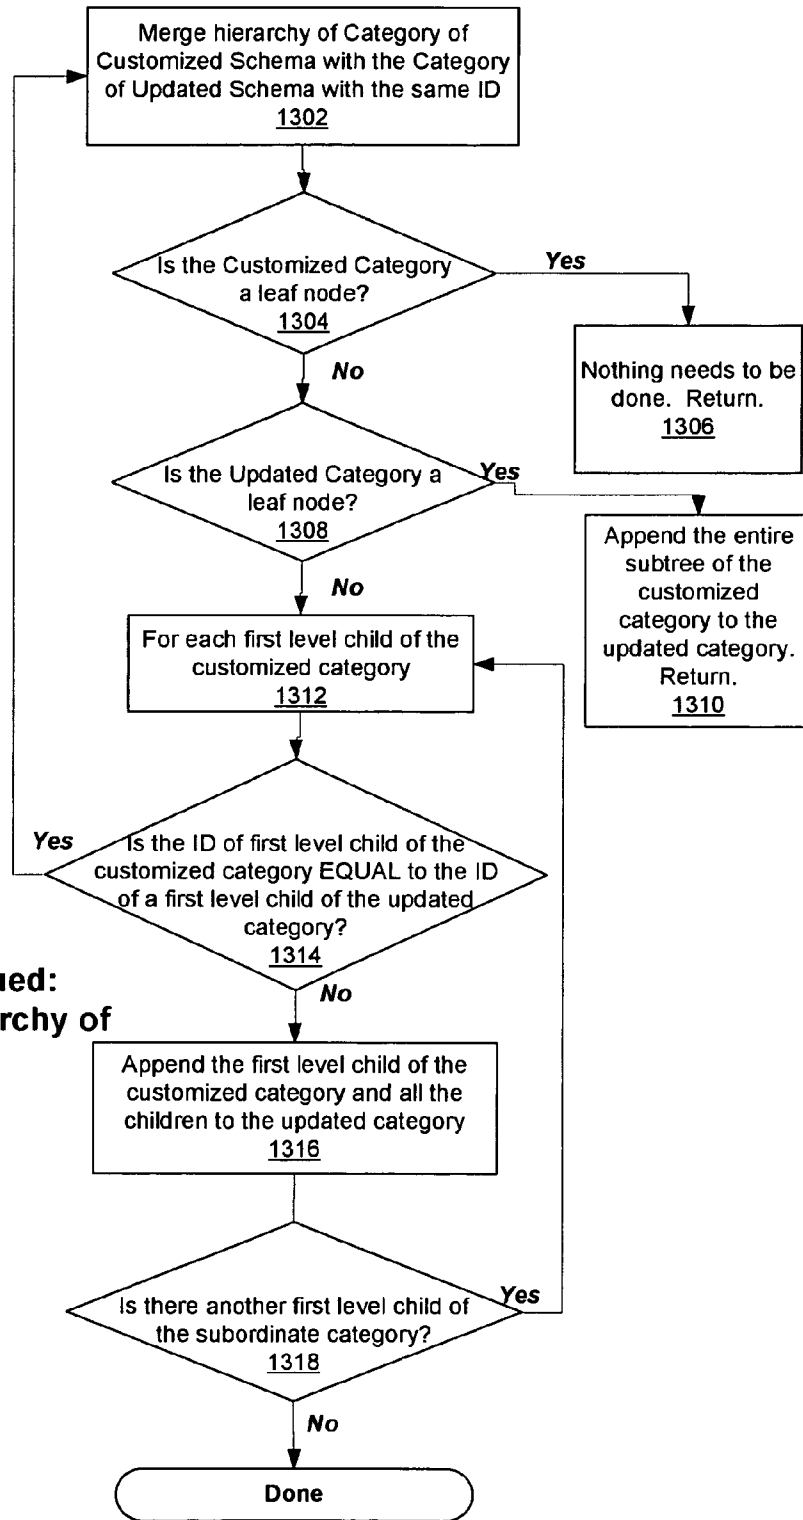 Merge hierarchy of Category of
Customized Schema with the Category
of Updated Schema with the same ID
1302
Is the Customized Category
a leaf node?
1304
Yes
Nothing needs to be
done. Return.
1306
No
Is the Updated Category a
leaf node?
1308
Yes
Append the entire
subtree of the
customized
category to the
updated category.
Return.
1310
No
For each first level child of the
customized category
1312
Is the ID of first level child of the
customized category EQUAL to the ID
of a first level child of the updated
category?
1314
Yes
No
ued:
rchy of
Append the first level child of the
customized category and all the
children to the updated category
1316
Is there another first level child of
the subordinate category?
1318
Yes
No
Done